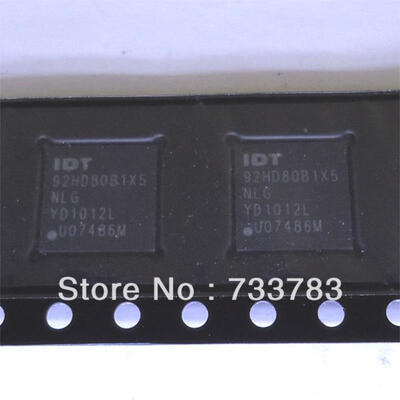 IDT
92HD80B1X5
NLG
YD1012L
U07486M
IDT
92HD80B1X5
NLG
YD1012L
U07486M
Store No : 733783